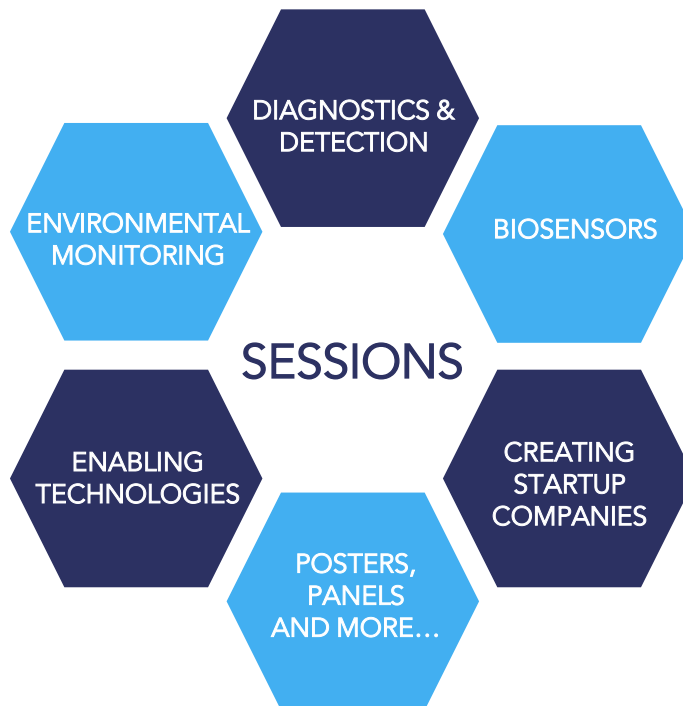 DIAGNOSTICS &
DETECTION
ENVIRONMENTAL
MONITORING
BIOSENSORS
SESSIONS
ENABLING
TECHNOLOGIES
CREATING
STARTUP
COMPANIES
POSTERS,
PANELS
AND MORE...